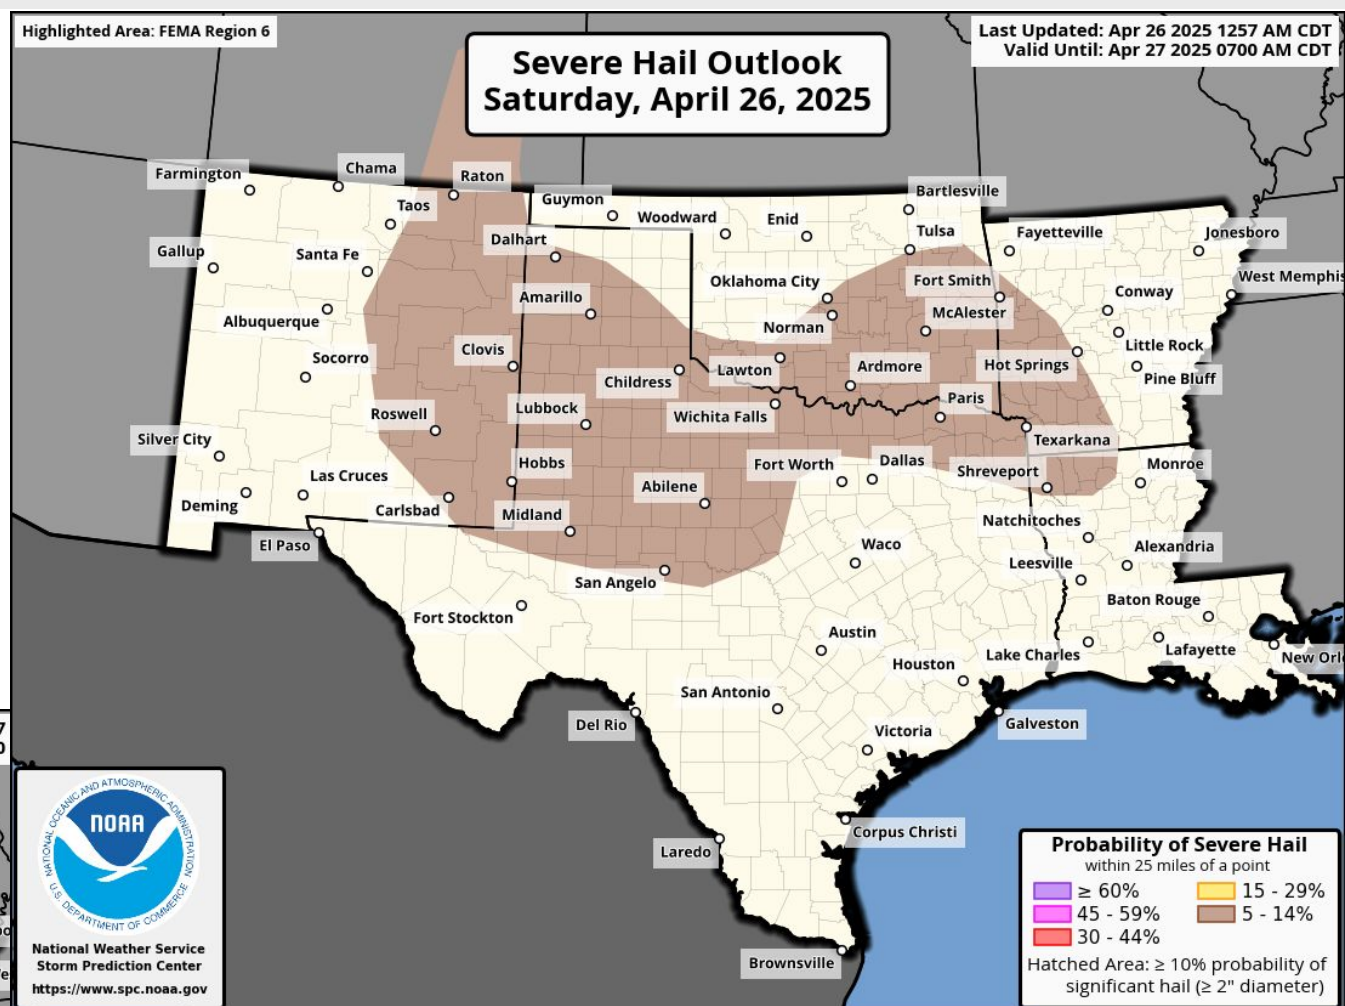 Highlighted Area: FEMA Region 6
Severe Hail Outlook
Saturday, April 26, 2025
Last Updated: Apr 26 2025 1257 AM CDT
Valid Until: Apr 27 2025 0700 AM CDT
Farmington
Chama
Raton
Taos
Guymon
Woodward
Enid
Bartlesville
Tulsa
Fayetteville
Jonesboro
Gallup
Santa Fe
Dalhart
Oklahoma City
Fort Smith
West Memphis
Amarillo
Conway
Albuquerque
Norman
McAlester
Little Rock
Socorro
Clovis
Childress
Lawton
Ardmore
Hot Springs
Pine Bluff
Roswell
Lubbock
Wichita Falls
Paris
Silver City
Texarkana
Las Cruces
Hobbs
Fort Worth
Dallas
Shreveport
Monroe
Deming
Carlsbad
Midland
Abilene
El Paso
Natchitoches
Waco
Leesville
Alexandria
San Angelo
Fort Stockton
Baton Rouge
Austin
Lake Charles
Lafayette
New Orl
Houston
San Antonio
Del Rio
Victoria
Galveston
Corpus Christi
Laredo
Brownsville
NATIONAL OCEANIC AND ATMOSPHERIC ADMINISTRATION
NOAA
U.S. DEPARTMENT OF COMMERCE
National Weather Service
Storm Prediction Center
https://www.spc.noaa.gov
Probability of Severe Hail
within 25 miles of a point
≥ 60%
15 - 29%
45 - 59%
5 - 14%
30 - 44%
Hatched Area: ≥ 10% probability of
significant hail (≥ 2" diameter)